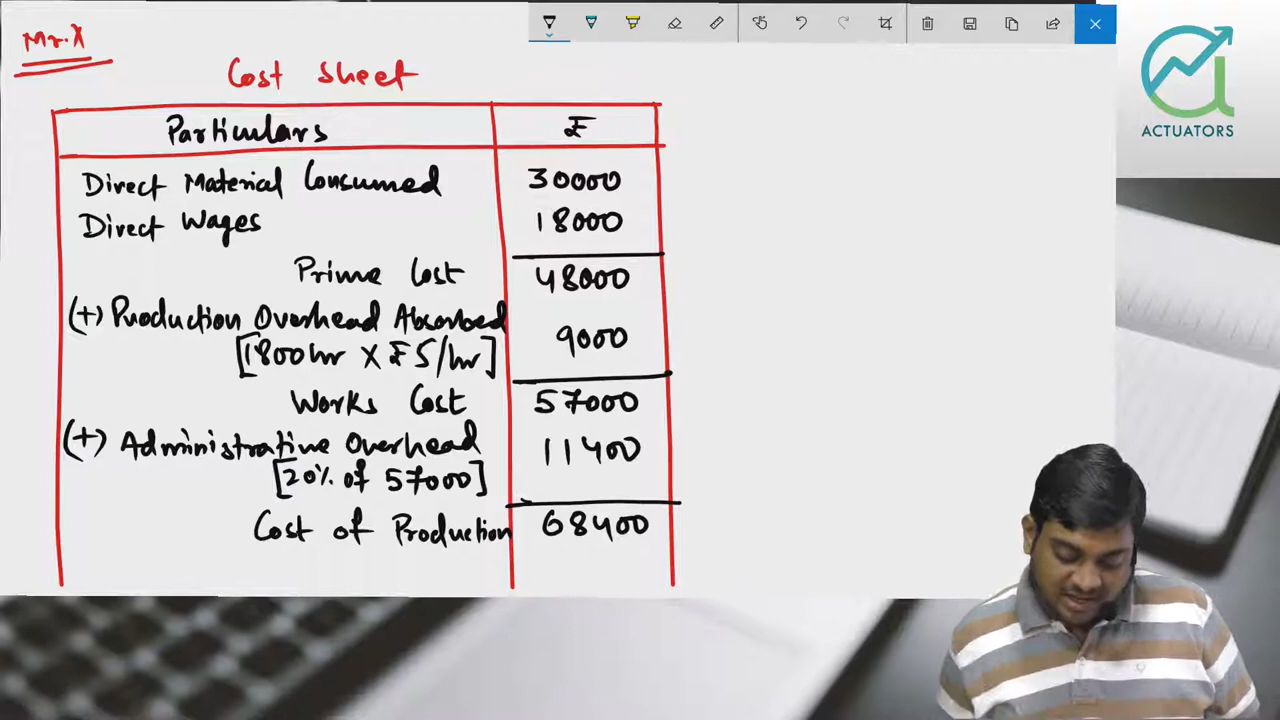 Mr. X
Cost Sheet
Particulars ₹
Direct Material Consumed 30000
Direct Wages 18000
Prime Cost 48000
(+) Production Overhead Absorbed 9000
[1800 hr X ₹ 5/hr]
Works Cost 57000
(+) Administrative Overhead 11400
[20% of 57000]
Cost of Production 68400
ACTUATORS